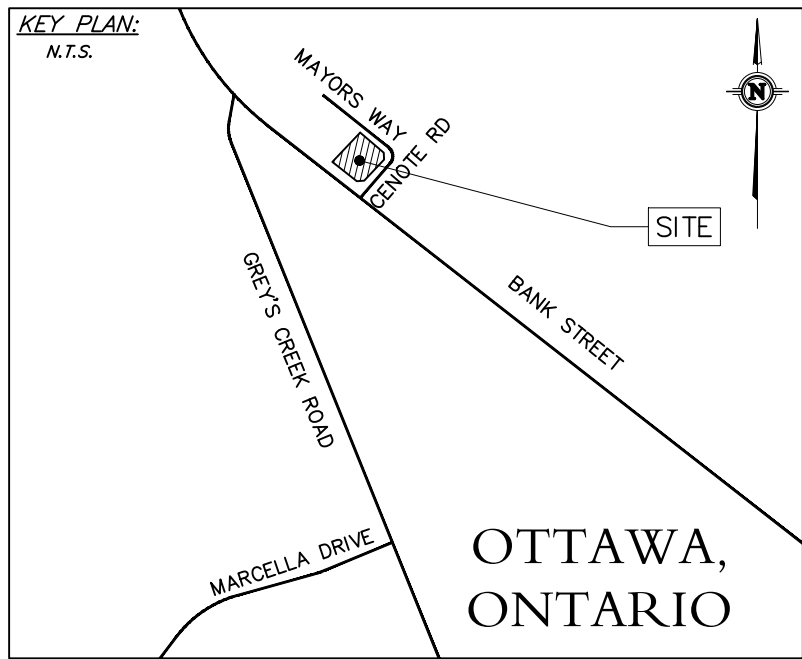 KEY PLAN:
N.T.S.
MAYORS WAY
CENOTE RD
N
SITE
BANK STREET
GREY'S CREEK ROAD
MARCELLA DRIVE
OTTAWA,
ONTARIO